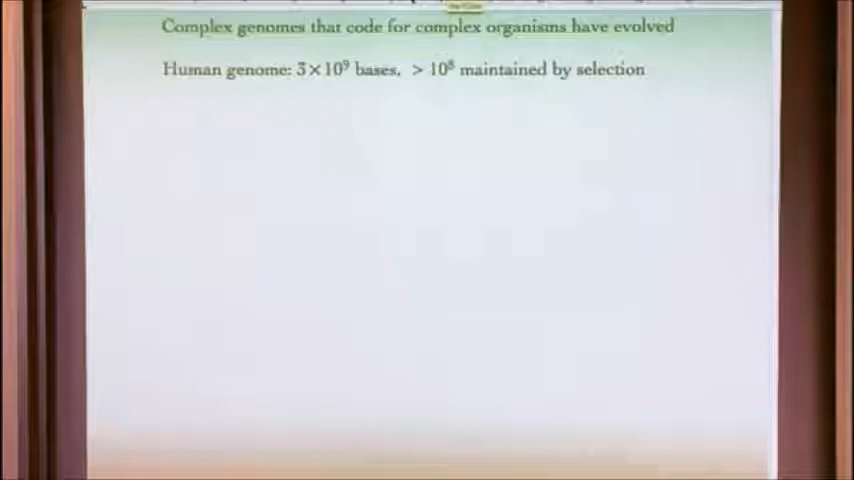 Complex genomes that code for complex organisms have evolved
Human genome: 3×10⁹ bases, > 10⁸ maintained by selection